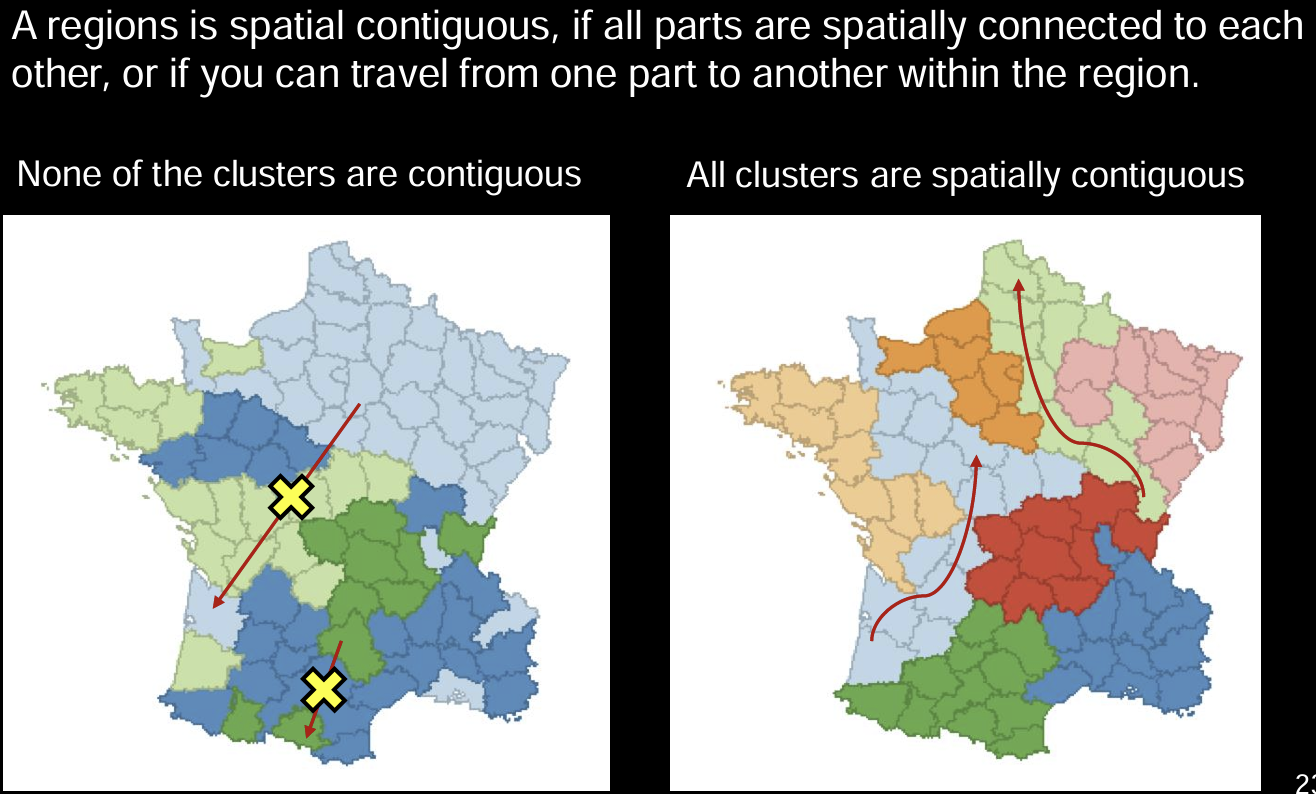 A regions is spatial contiguous, if all parts are spatially connected to each
other, or if you can travel from one part to another within the region.
None of the clusters are contiguous
All clusters are spatially contiguous